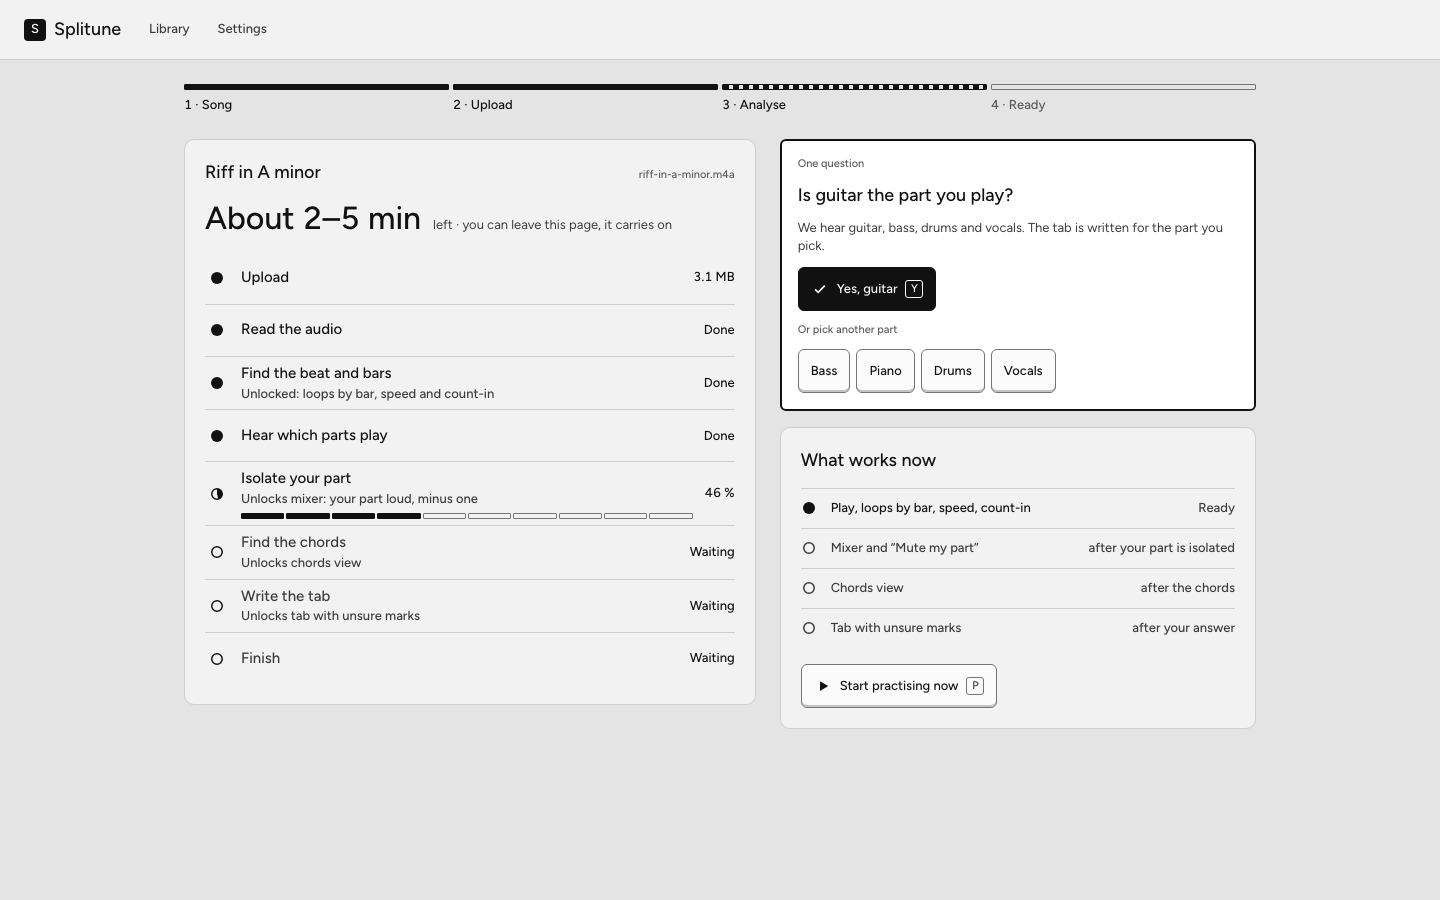 S Splitune Library Settings
1 · Song 2 · Upload 3 · Analyse 4 · Ready
Riff in A minor riff-in-a-minor.m4a
About 2–5 min left · you can leave this page, it carries on
Upload 3.1 MB
Read the audio Done
Find the beat and bars
Unlocked: loops by bar, speed and count-in Done
Hear which parts play Done
Isolate your part
Unlocks mixer: your part loud, minus one 46 %
Find the chords
Unlocks chords view Waiting
Write the tab
Unlocks tab with unsure marks Waiting
Finish Waiting
One question
Is guitar the part you play?
We hear guitar, bass, drums and vocals. The tab is written for the part you
pick.
Yes, guitar Y
Or pick another part
Bass Piano Drums Vocals
What works now
Play, loops by bar, speed, count-in Ready
Mixer and “Mute my part” after your part is isolated
Chords view after the chords
Tab with unsure marks after your answer
Start practising now P